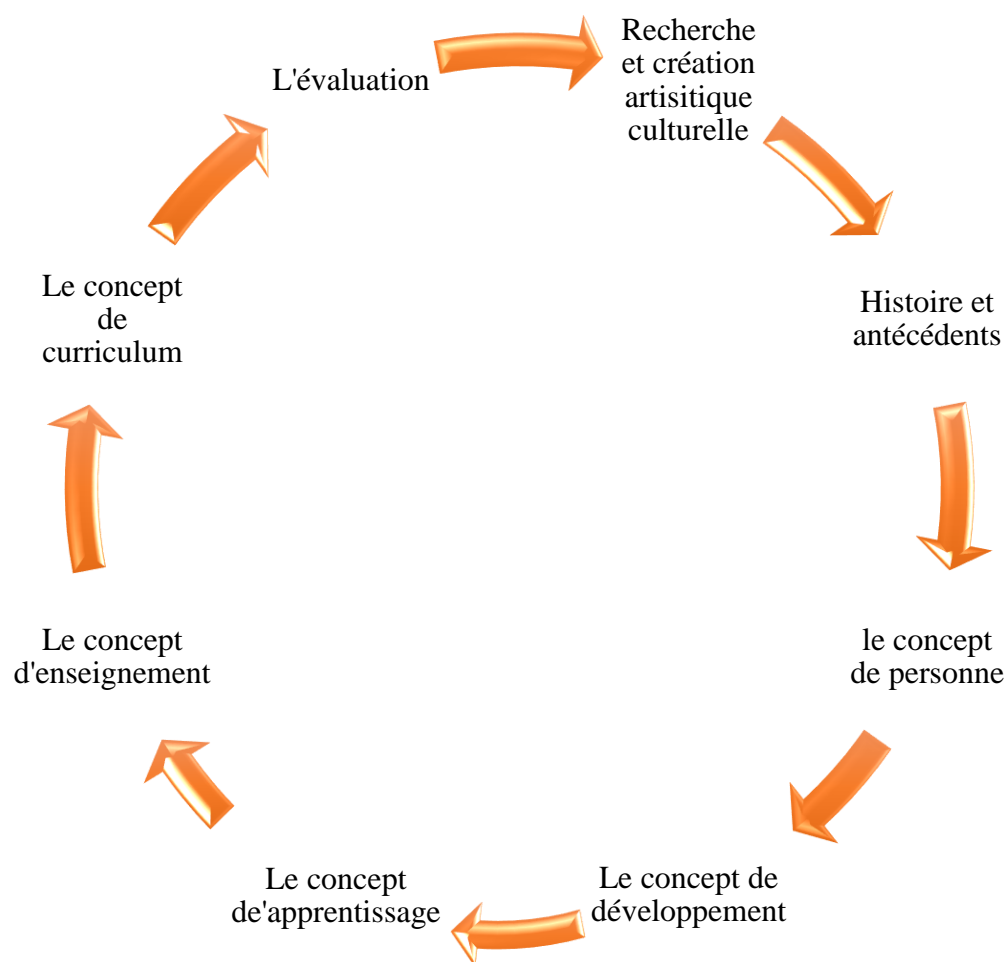 Recherche
et création
artisitique
culturelle
Histoire et
antécédents
le concept
de personne
Le concept de
développement
Le concept
de'apprentissage
Le concept
d'enseignement
Le concept
de
curriculum
L'évaluation